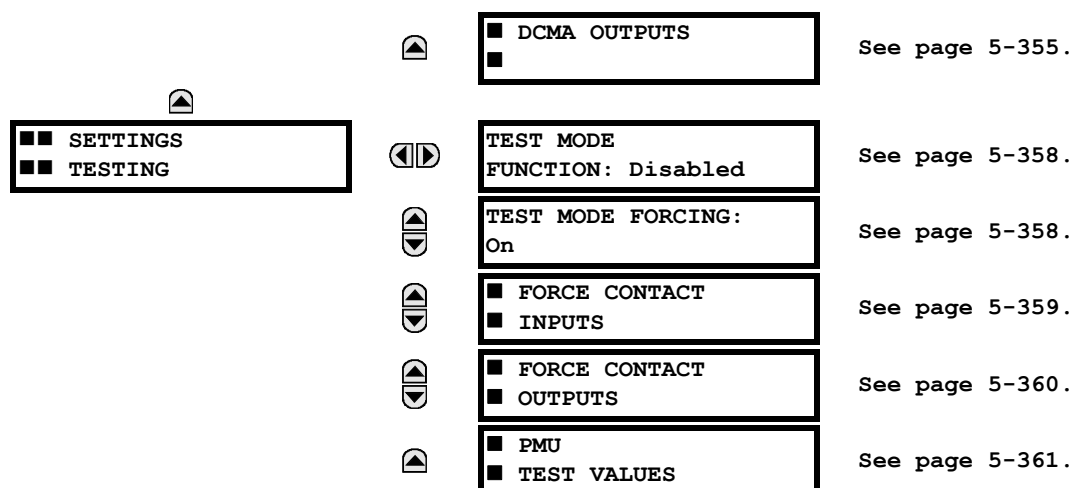 ■ DCMA OUTPUTS
■
See page 5-355.
■■ SETTINGS
■■ TESTING
TEST MODE
FUNCTION: Disabled
See page 5-358.
TEST MODE FORCING:
On
See page 5-358.
■ FORCE CONTACT
■ INPUTS
See page 5-359.
■ FORCE CONTACT
■ OUTPUTS
See page 5-360.
■ PMU
■ TEST VALUES
See page 5-361.